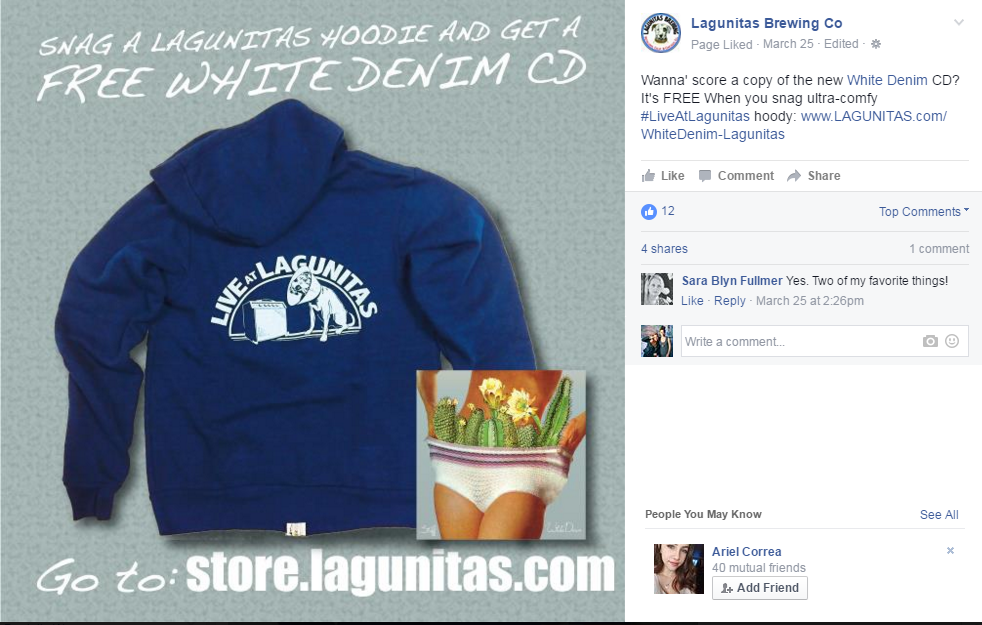 SNAG A LAGUNITAS HOODIE AND GET A
FREE WHITE DENIM CD
LIVE AT LAGUNITAS
Stiff
White Denim
Go to: store.lagunitas.com
Lagunitas Brewing Co
Page Liked · March 25 · Edited ·
Wanna' score a copy of the new White Denim CD?
It's FREE When you snag ultra-comfy
#LiveAtLagunitas hoody: www.LAGUNITAS.com/
WhiteDenim-Lagunitas
Like Comment Share
12 Top Comments
4 shares 1 comment
Sara Blyn Fullmer Yes. Two of my favorite things!
Like · Reply · March 25 at 2:26pm
Write a comment...
People You May Know See All
Ariel Correa
40 mutual friends
Add Friend